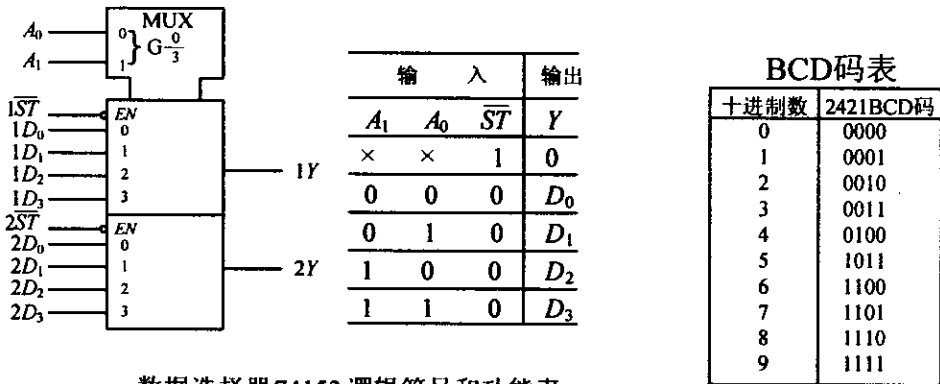 MUX
A₀ 0
A₁ 1
} G 0/3
1S̅T̅ EN
1D₀ 0
1D₁ 1
1D₂ 2
1D₃ 3
1Y
2S̅T̅ EN
2D₀ 0
2D₁ 1
2D₂ 2
2D₃ 3
2Y
输 入 输出
A₁ A₀ S̅T̅ Y
× × 1 0
0 0 0 D₀
0 1 0 D₁
1 0 0 D₂
1 1 0 D₃
BCD码表
十进制数 2421BCD码
0 0000
1 0001
2 0010
3 0011
4 0100
5 1011
6 1100
7 1101
8 1110
9 1111